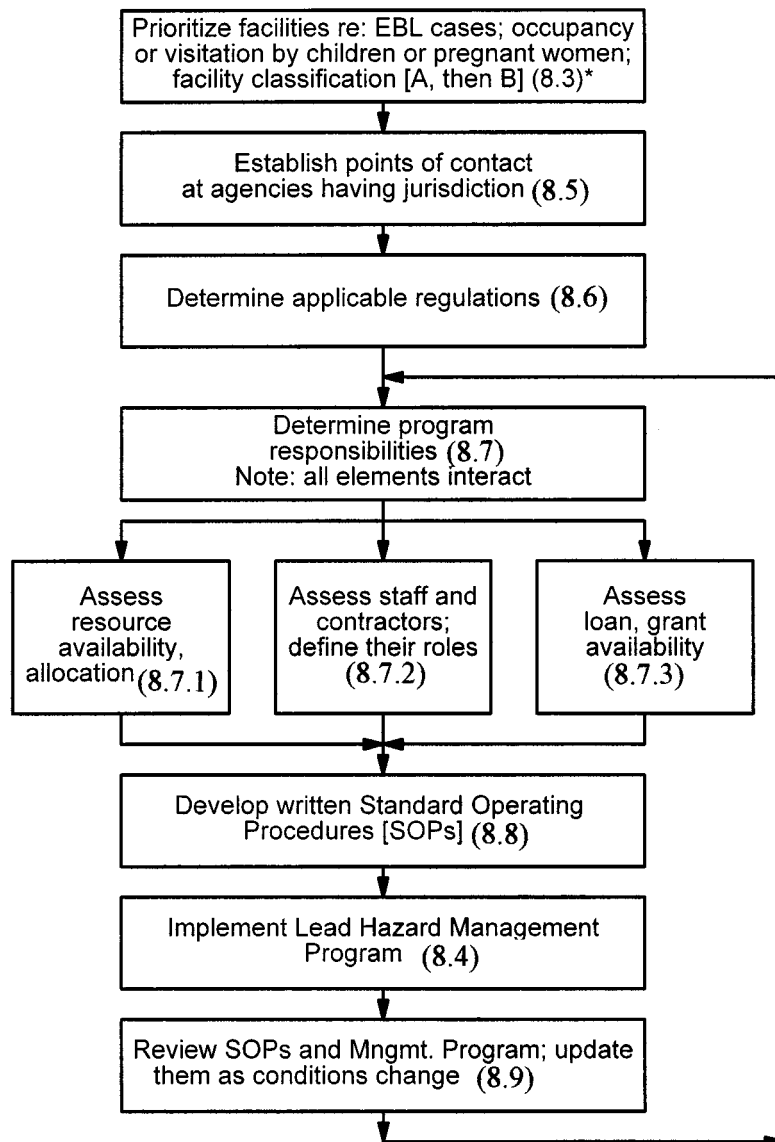 Prioritize facilities re: EBL cases; occupancy
or visitation by children or pregnant women;
facility classification [A, then B] (8.3)*
Establish points of contact
at agencies having jurisdiction (8.5)
Determine applicable regulations (8.6)
Determine program
responsibilities (8.7)
Note: all elements interact
Assess
resource
availability,
allocation (8.7.1)
Assess staff and
contractors;
define their roles
(8.7.2)
Assess
loan, grant
availability
(8.7.3)
Develop written Standard Operating
Procedures [SOPs] (8.8)
Implement Lead Hazard Management
Program (8.4)
Review SOPs and Mngmt. Program; update
them as conditions change (8.9)